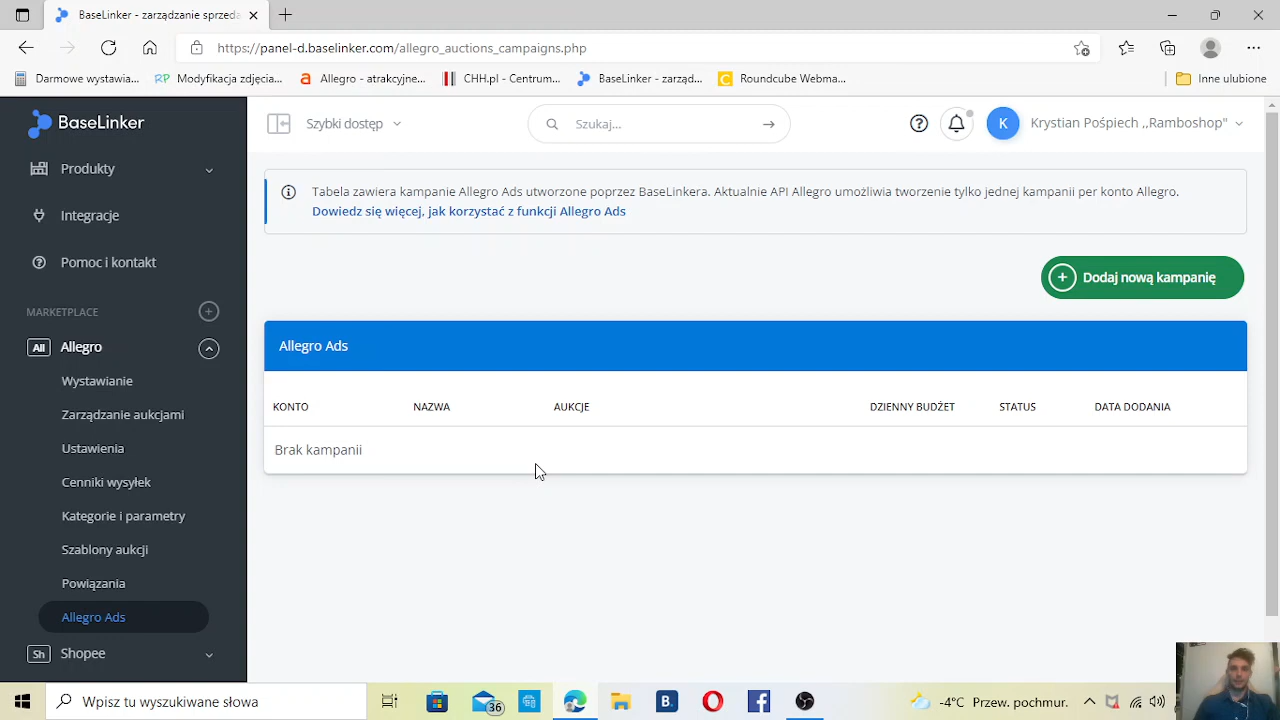 BaseLinker - zarządzanie sprzeda
https://panel-d.baselinker.com/allegro_auctions_campaigns.php
Darmowe wystawia...
RP Modyfikacja zdjęcia...
a Allegro - atrakcyjne...
CHH.pl - Centrum...
BaseLinker - zarząd...
C Roundcube Webma...
Inne ulubione
BaseLinker
Szybki dostęp
Szukaj...
K
Krystian Pośpiech ,,Ramboshop"
Produkty
Integracje
Pomoc i kontakt
MARKETPLACE
All Allegro
Wystawianie
Zarządzanie aukcjami
Ustawienia
Cenniki wysyłek
Kategorie i parametry
Szablony aukcji
Powiązania
Allegro Ads
Sh Shopee
Tabela zawiera kampanie Allegro Ads utworzone poprzez BaseLinkera. Aktualnie API Allegro umożliwia tworzenie tylko jednej kampanii per konto Allegro.
Dowiedz się więcej, jak korzystać z funkcji Allegro Ads
Dodaj nową kampanię
Allegro Ads
KONTO NAZWA AUKCJE DZIENNY BUDŻET STATUS DATA DODANIA
Brak kampanii
Wpisz tu wyszukiwane słowa
36
B.
-4°C Przew. pochmur.